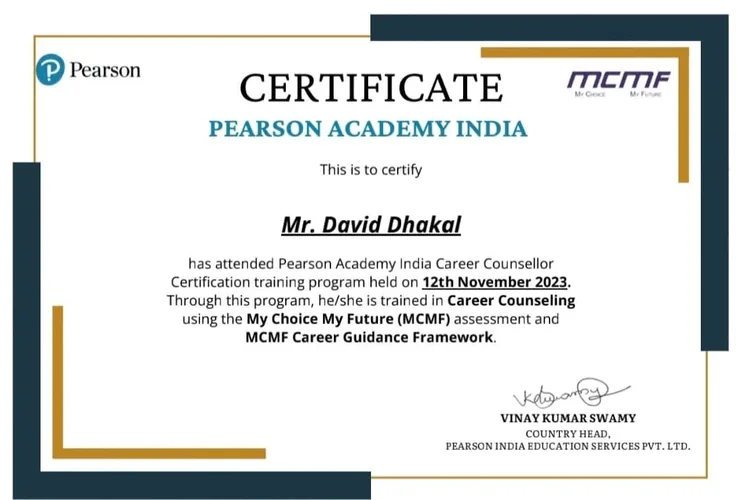 Pearson
mcmf
My Choice My Future
CERTIFICATE
PEARSON ACADEMY INDIA
This is to certify
Mr. David Dhakal
has attended Pearson Academy India Career Counsellor
Certification training program held on 12th November 2023.
Through this program, he/she is trained in Career Counseling
using the My Choice My Future (MCMF) assessment and
MCMF Career Guidance Framework.
VINAY KUMAR SWAMY
COUNTRY HEAD,
PEARSON INDIA EDUCATION SERVICES PVT. LTD.